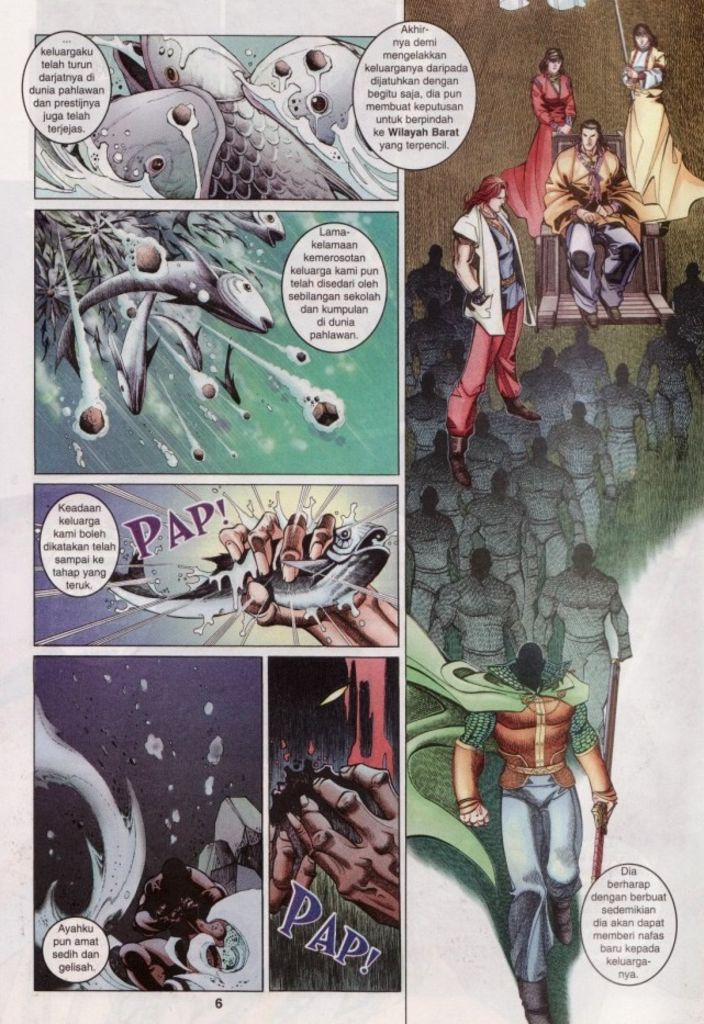 keluargaku
telah turun
darjatnya di
dunia pahlawan
dan prestijnya
juga telah
terjejas.
Lama-
kelamaan
kemerosotan
keluarga kami pun
telah disedari oleh
sebilangan sekolah
dan kumpulan
di dunia
pahlawan.
Keadaan
keluarga
kami boleh
dikatakan telah
sampai ke
tahap yang
teruk.
PAP!
Ayahku
pun amat
sedih dan
gelisah.
PAP!
Akhir-
nya demi
mengelakkan
keluarganya daripada
dijatuhkan dengan
begitu saja, dia pun
membuat keputusan
untuk berpindah
ke Wilayah Barat
yang terpencil.
Dia
berharap
dengan berbuat
sedemikian
dia akan dapat
memberi nafas
baru kepada
keluarga-
nya.
6